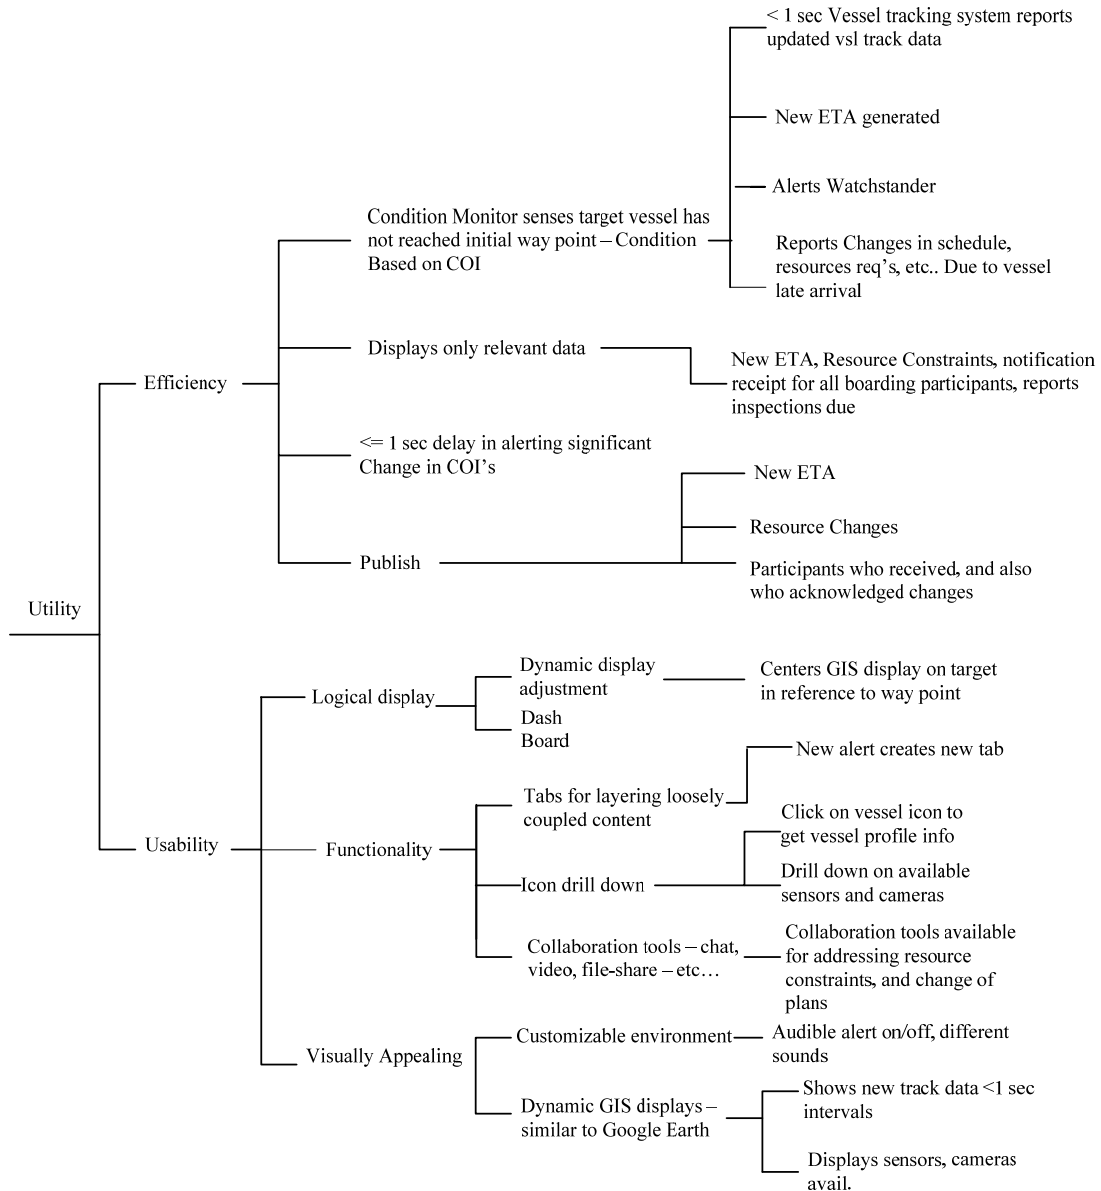 < 1 sec Vessel tracking system reports
updated vsl track data
New ETA generated
Alerts Watchstander
Condition Monitor senses target vessel has
not reached initial way point – Condition
Based on COI
Reports Changes in schedule,
resources req's, etc.. Due to vessel
late arrival
Displays only relevant data
New ETA, Resource Constraints, notification
receipt for all boarding participants, reports
inspections due
Efficiency
<= 1 sec delay in alerting significant
Change in COI's
New ETA
Resource Changes
Publish
Participants who received, and also
who acknowledged changes
Utility
Dynamic display
adjustment
Centers GIS display on target
in reference to way point
Logical display
Dash
Board
New alert creates new tab
Tabs for layering loosely
coupled content
Click on vessel icon to
get vessel profile info
Usability
Functionality
Icon drill down
Drill down on available
sensors and cameras
Collaboration tools – chat,
video, file-share – etc…
Collaboration tools available
for addressing resource
constraints, and change of
plans
Visually Appealing
Customizable environment
Audible alert on/off, different
sounds
Dynamic GIS displays –
similar to Google Earth
Shows new track data <1 sec
intervals
Displays sensors, cameras
avail.